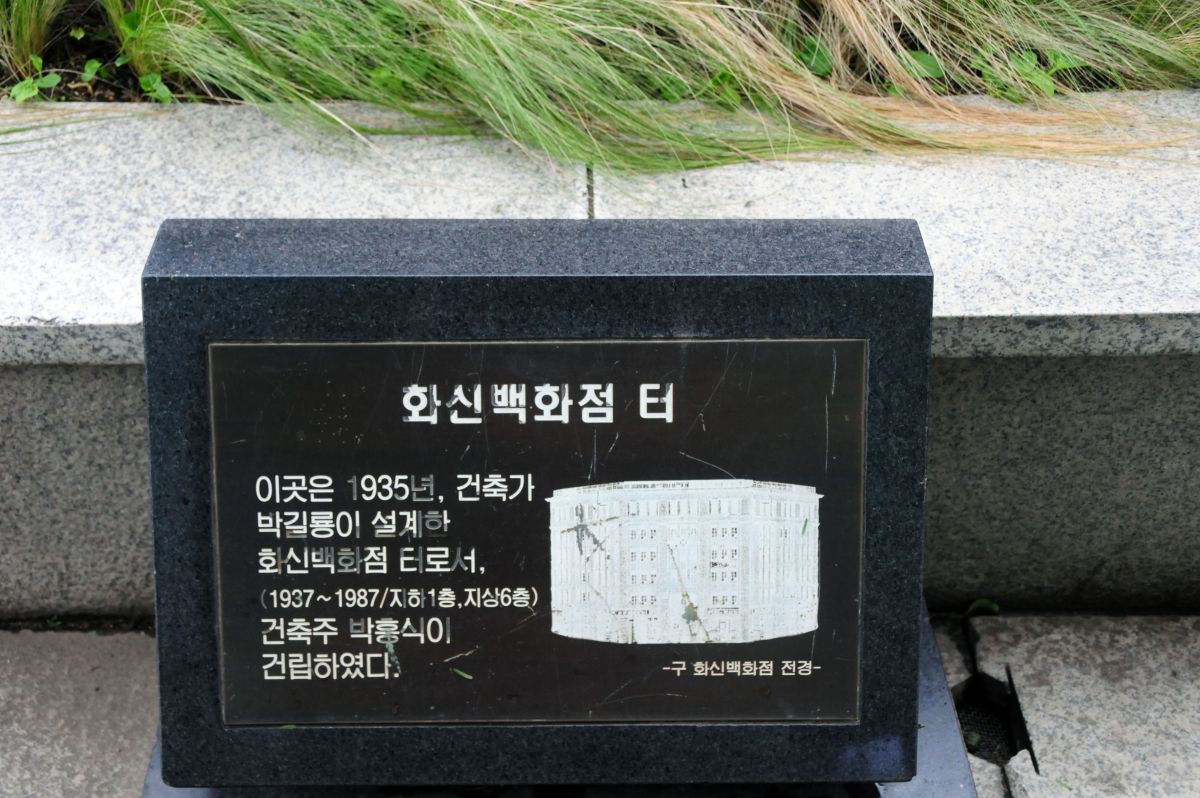 화신백화점 터
이곳은 1935년, 건축가
박길룡이 설계한
화신백화점 터로서,
(1937~1987/지하1층,지상6층)
건축주 박흥식이
건립하였다.
-구 화신백화점 전경-